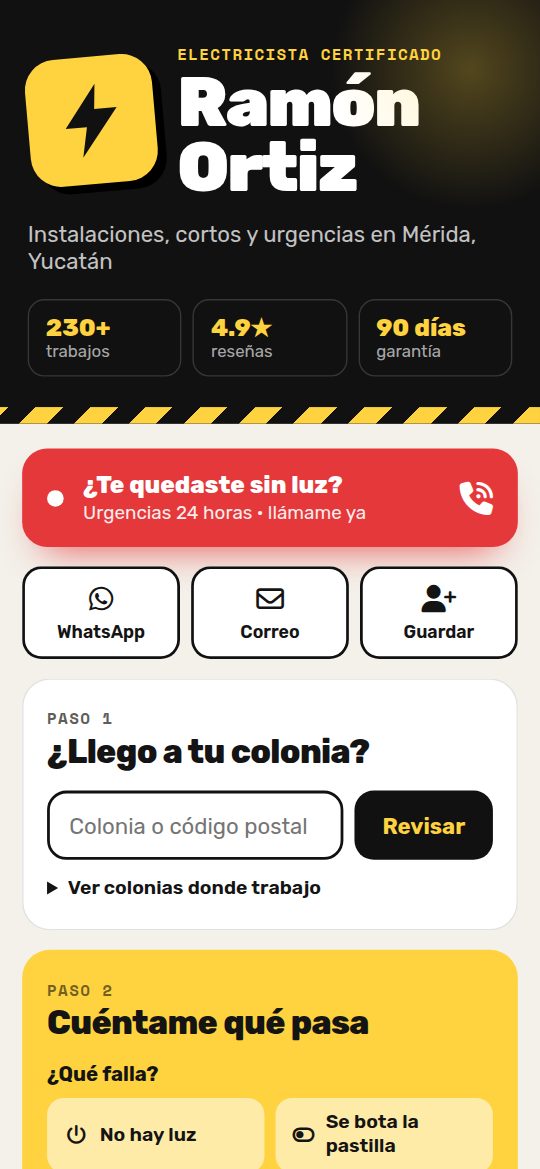 ELECTRICISTA CERTIFICADO
Ramón
Ortiz
Instalaciones, cortos y urgencias en Mérida,
Yucatán
230+
trabajos
4.9★
reseñas
90 días
garantía
¿Te quedaste sin luz?
Urgencias 24 horas • llámame ya
WhatsApp
Correo
Guardar
PASO 1
¿Llego a tu colonia?
Colonia o código postal
Revisar
Ver colonias donde trabajo
PASO 2
Cuéntame qué pasa
¿Qué falla?
No hay luz
Se bota la
pastilla